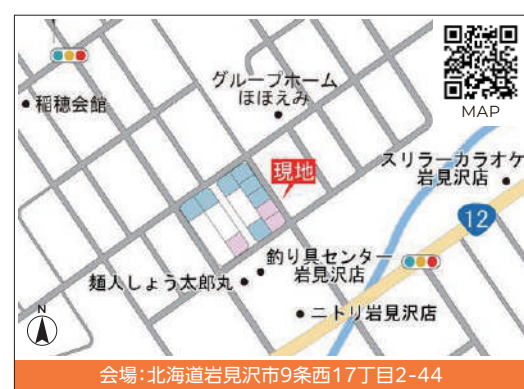 MAP
グループホーム
ほほえみ
稲穂会館
スリラーカラオケ
岩見沢店
現地
12
釣り具センター
岩見沢店
麺人しょう太郎丸
ニトリ岩見沢店
N
会場:北海道岩見沢市9条西17丁目2-44